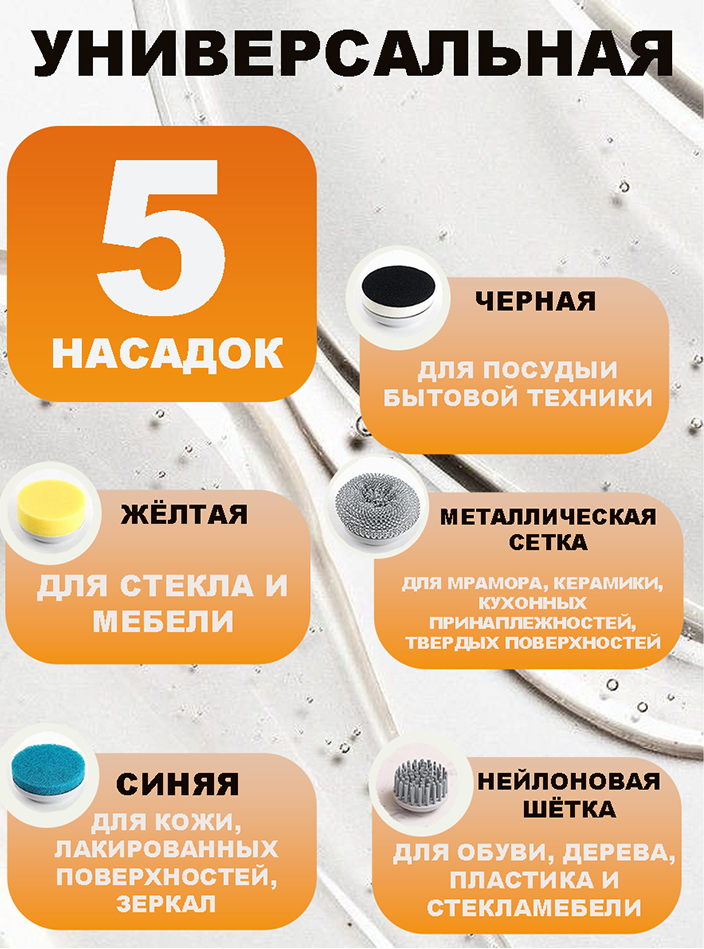 УНИВЕРСАЛЬНАЯ
5
НАСАДОК
ЧЕРНАЯ
ДЛЯ ПОСУДЫИ
БЫТОВОЙ ТЕХНИКИ
ЖЁЛТАЯ
ДЛЯ СТЕКЛА И
МЕБЕЛИ
МЕТАЛЛИЧЕСКАЯ
СЕТКА
ДЛЯ МРАМОРА, КЕРАМИКИ,
КУХОННЫХ
ПРИНАПЛЕЖНОСТЕЙ,
ТВЕРДЫХ ПОВЕРХНОСТЕЙ
СИНЯЯ
ДЛЯ КОЖИ,
ЛАКИРОВАННЫХ
ПОВЕРХНОСТЕЙ,
ЗЕРКАЛ
НЕЙЛОНОВАЯ
ШЁТКА
ДЛЯ ОБУВИ, ДЕРЕВА,
ПЛАСТИКА И
СТЕКЛАМЕБЕЛИ